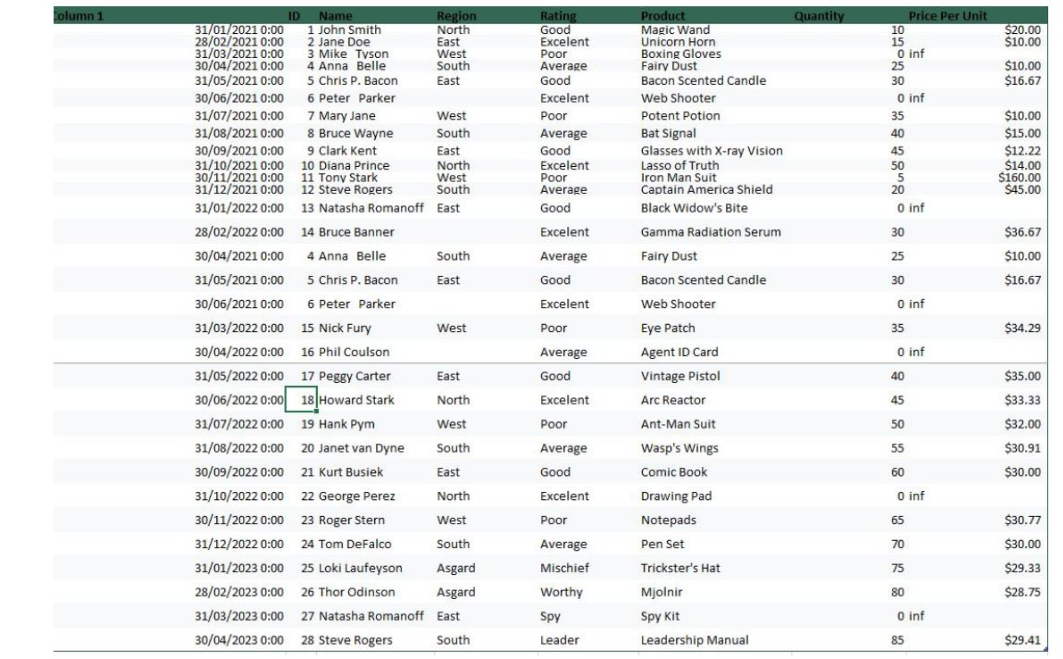 Column 1 ID Name Region Rating Product Quantity Price Per Unit
31/01/2021 0:00 1 John Smith North Good Magic Wand 10 $20.00
28/02/2021 0:00 2 Jane Doe East Excelent Unicorn Horn 15 $10.00
31/03/2021 0:00 3 Mike Tyson West Poor Boxing Gloves 0 inf
30/04/2021 0:00 4 Anna Belle South Average Fairy Dust 25 $10.00
31/05/2021 0:00 5 Chris P. Bacon East Good Bacon Scented Candle 30 $16.67
30/06/2021 0:00 6 Peter Parker Excelent Web Shooter 0 inf
31/07/2021 0:00 7 Mary Jane West Poor Potent Potion 35 $10.00
31/08/2021 0:00 8 Bruce Wayne South Average Bat Signal 40 $15.00
30/09/2021 0:00 9 Clark Kent East Good Glasses with X-ray Vision 45 $12.22
31/10/2021 0:00 10 Diana Prince North Excelent Lasso of Truth 50 $14.00
30/11/2021 0:00 11 Tony Stark West Poor Iron Man Suit 5 $160.00
31/12/2021 0:00 12 Steve Rogers South Average Captain America Shield 20 $45.00
31/01/2022 0:00 13 Natasha Romanoff East Good Black Widow's Bite 0 inf
28/02/2022 0:00 14 Bruce Banner Excelent Gamma Radiation Serum 30 $36.67
30/04/2021 0:00 4 Anna Belle South Average Fairy Dust 25 $10.00
31/05/2021 0:00 5 Chris P. Bacon East Good Bacon Scented Candle 30 $16.67
30/06/2021 0:00 6 Peter Parker Excelent Web Shooter 0 inf
31/03/2022 0:00 15 Nick Fury West Poor Eye Patch 35 $34.29
30/04/2022 0:00 16 Phil Coulson Average Agent ID Card 0 inf
31/05/2022 0:00 17 Peggy Carter East Good Vintage Pistol 40 $35.00
30/06/2022 0:00 18 Howard Stark North Excelent Arc Reactor 45 $33.33
31/07/2022 0:00 19 Hank Pym West Poor Ant-Man Suit 50 $32.00
31/08/2022 0:00 20 Janet van Dyne South Average Wasp's Wings 55 $30.91
30/09/2022 0:00 21 Kurt Busiek East Good Comic Book 60 $30.00
31/10/2022 0:00 22 George Perez North Excelent Drawing Pad 0 inf
30/11/2022 0:00 23 Roger Stern West Poor Notepads 65 $30.77
31/12/2022 0:00 24 Tom DeFalco South Average Pen Set 70 $30.00
31/01/2023 0:00 25 Loki Laufeyson Asgard Mischief Trickster's Hat 75 $29.33
28/02/2023 0:00 26 Thor Odinson Asgard Worthy Mjolnir 80 $28.75
31/03/2023 0:00 27 Natasha Romanoff East Spy Spy Kit 0 inf
30/04/2023 0:00 28 Steve Rogers South Leader Leadership Manual 85 $29.41